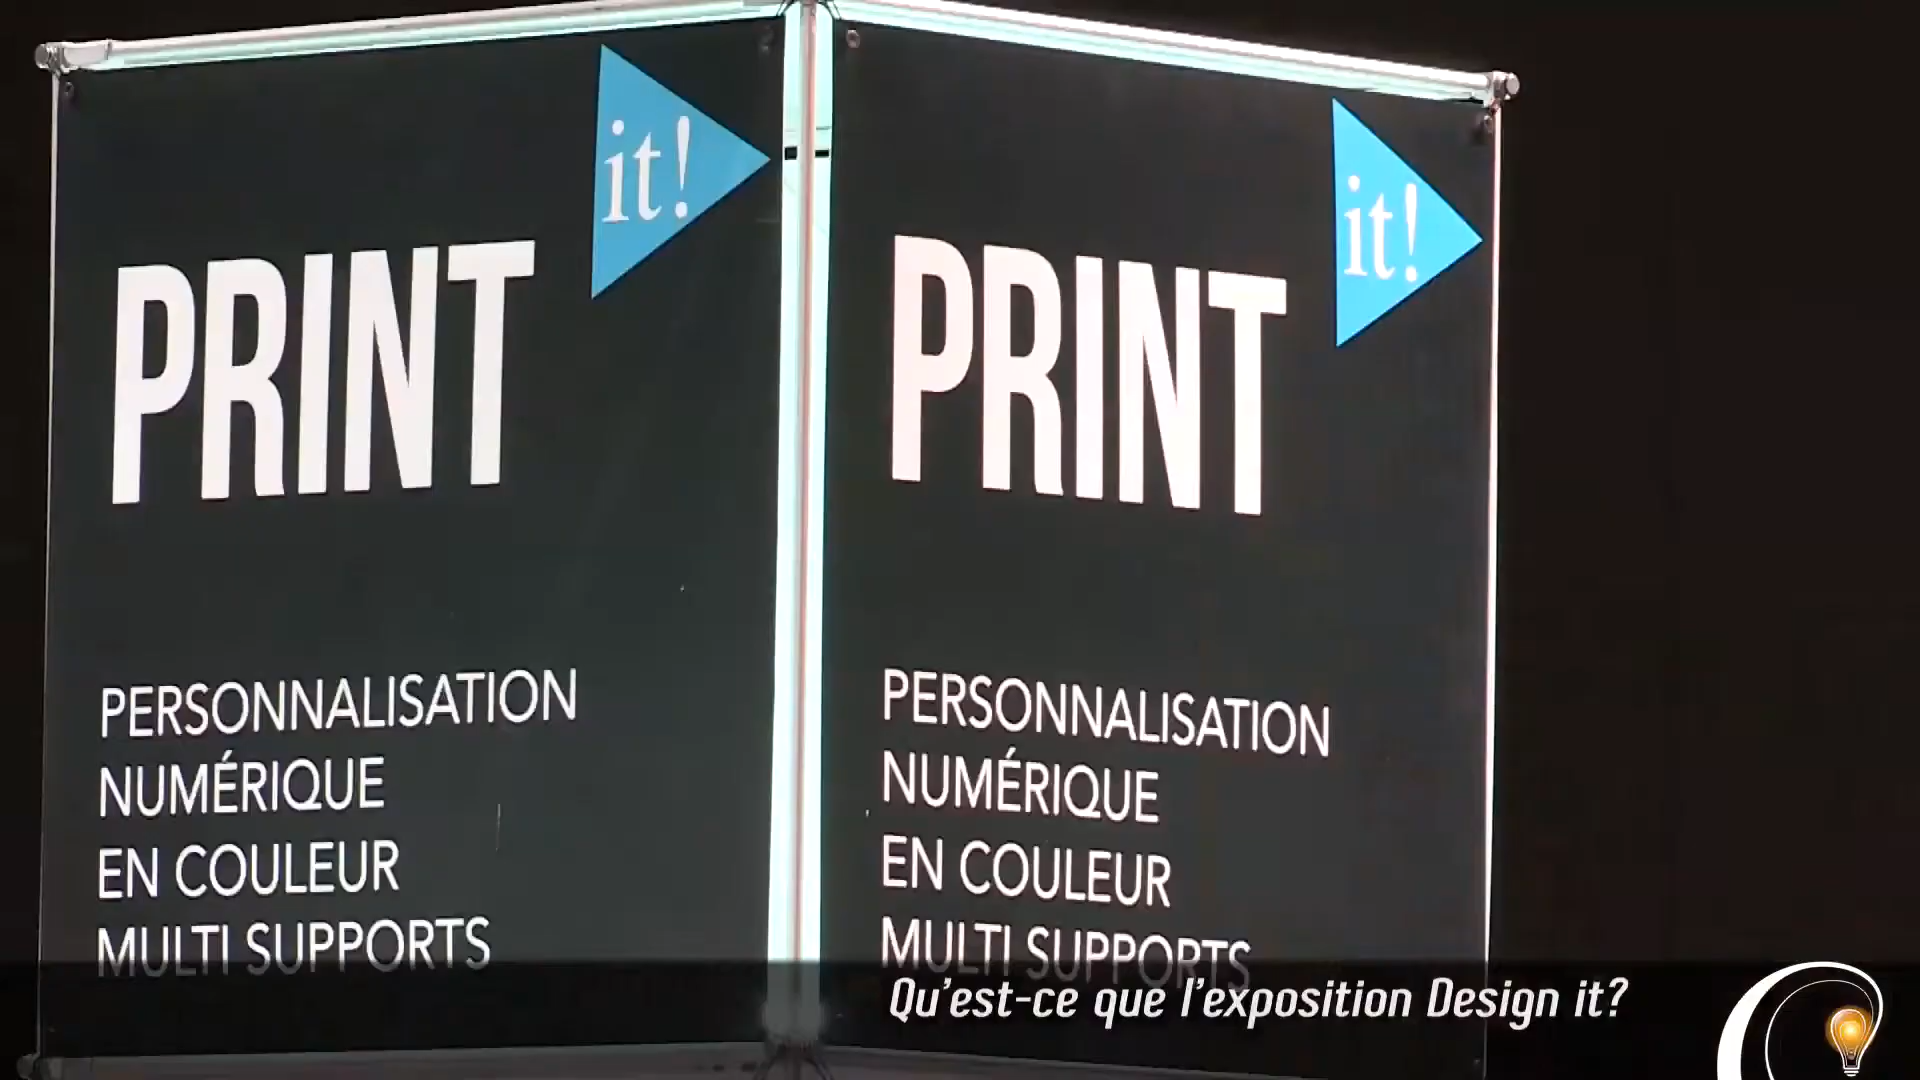 it!
PRINT
PERSONNALISATION
NUMÉRIQUE
EN COULEUR
MULTI SUPPORTS
it!
PRINT
PERSONNALISATION
NUMÉRIQUE
EN COULEUR
MULTI SUPPORTS
Qu'est-ce que l'exposition Design it?